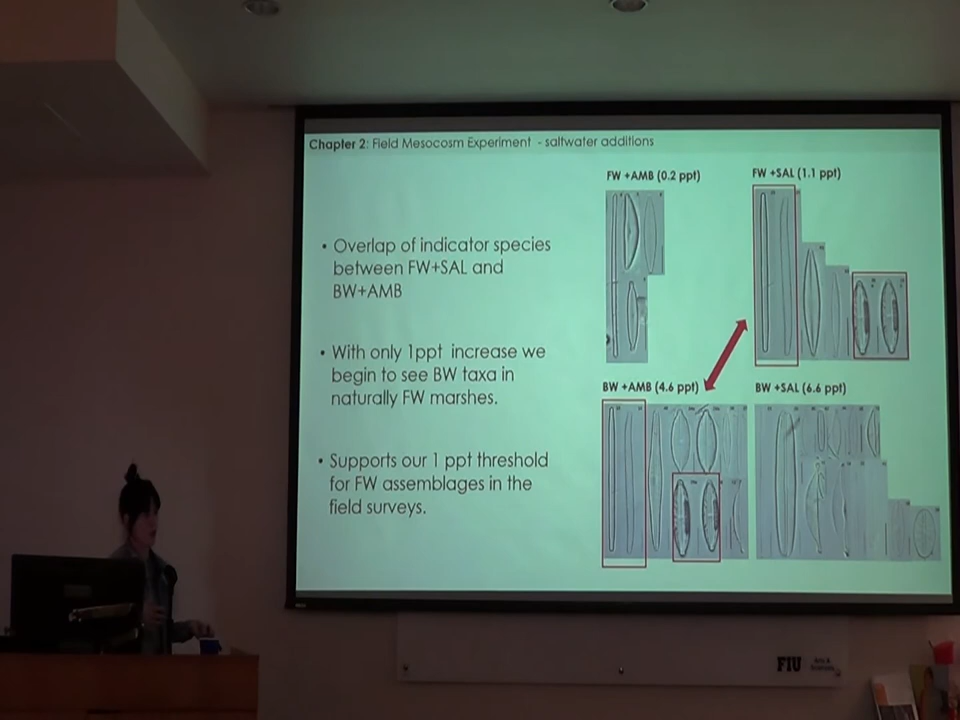 Chapter 2: Field Mesocosm Experiment - saltwater additions
FW +AMB (0.2 ppt)
FW +SAL (1.1 ppt)
• Overlap of indicator species
between FW+SAL and
BW+AMB
• With only 1ppt increase we
begin to see BW taxa in
naturally FW marshes.
BW +AMB (4.6 ppt)
BW +SAL (6.6 ppt)
• Supports our 1 ppt threshold
for FW assemblages in the
field surveys.
FIU
Arts &
Sciences